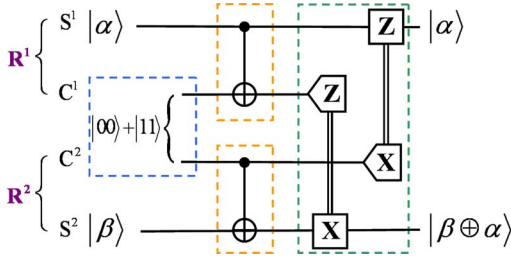 S¹ |α⟩ Z |α⟩
R¹
C¹ Z
|00⟩+|11⟩
C² X
R²
S² |β⟩ X |β⊕α⟩